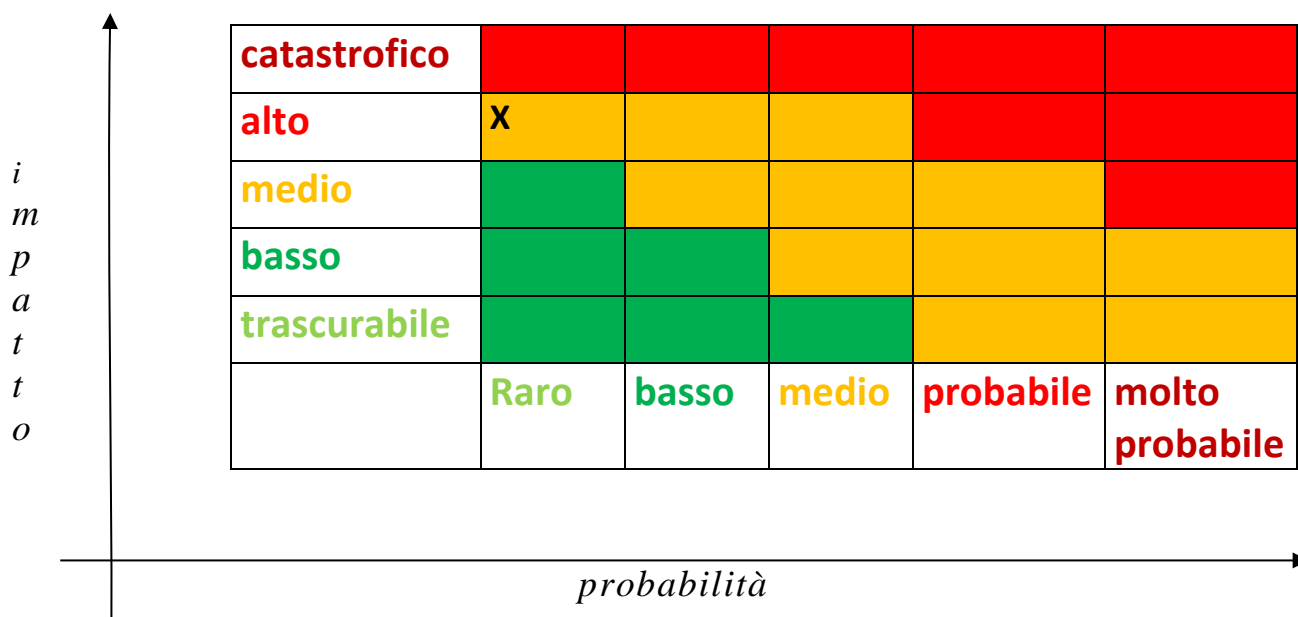 catastrofico
alto X
medio
basso
trascurabile
Raro basso medio probabile molto
probabile
i
m
p
a
t
t
o
probabilità